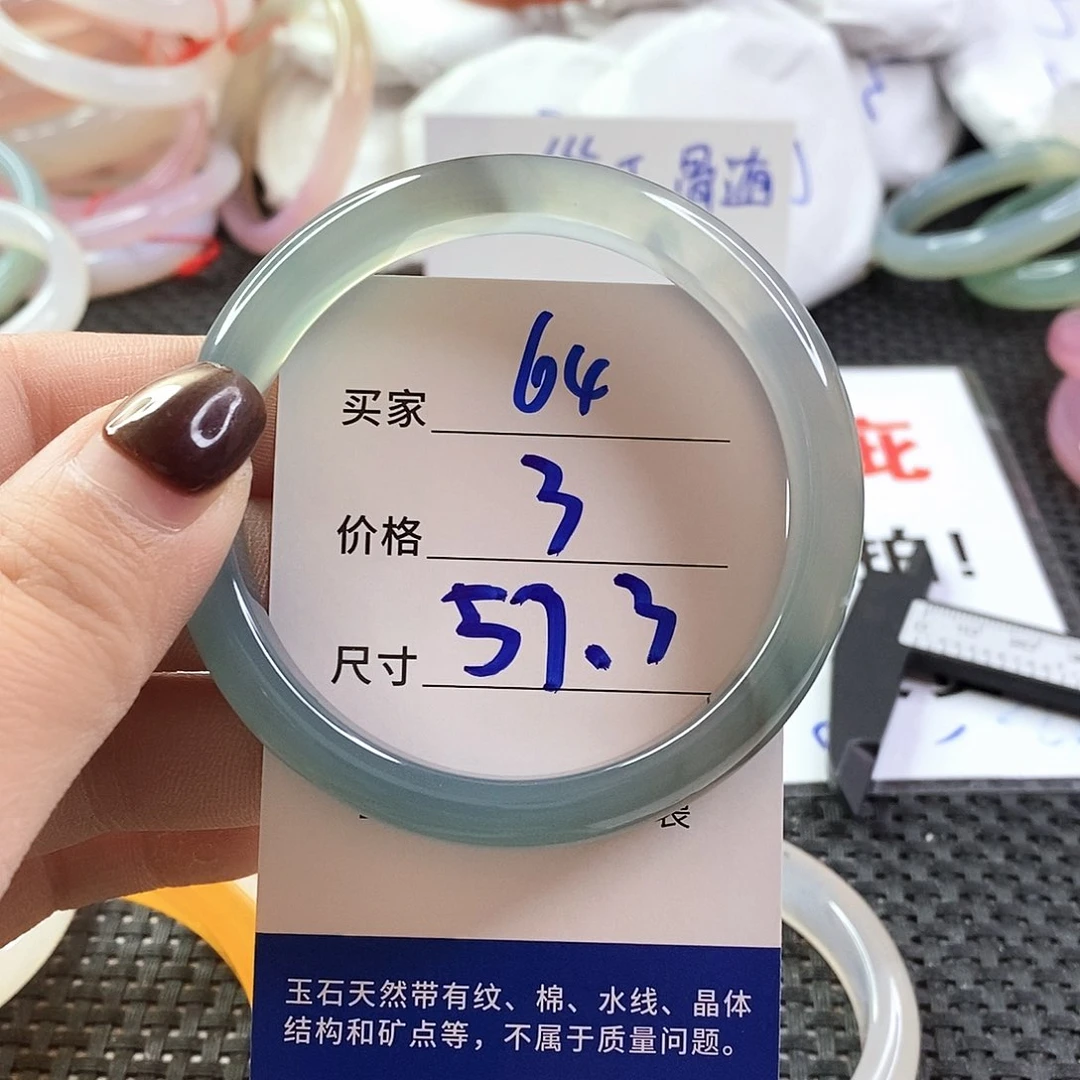 买家 64
价格 3
尺寸 57.3
玉石天然带有纹、棉、水线、晶体
结构和矿点等，不属于质量问题。